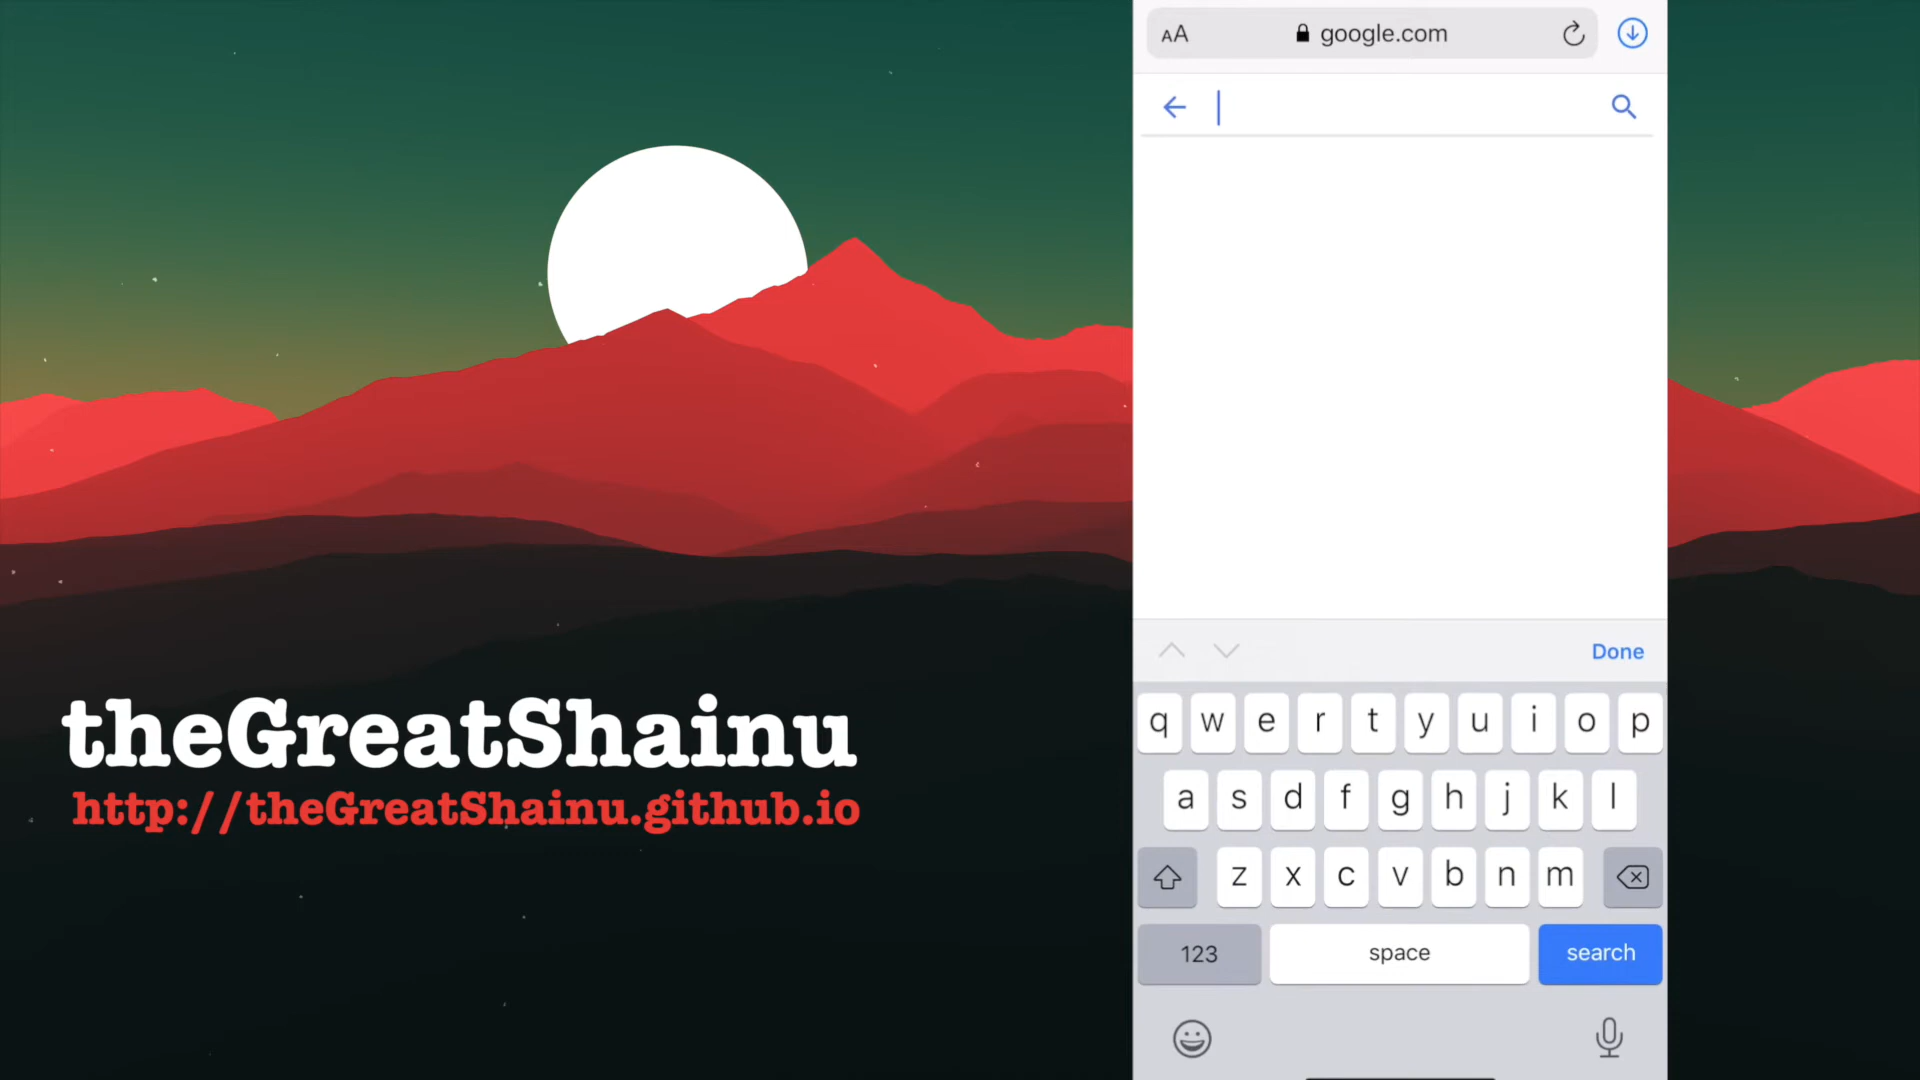 AA google.com
Done
q w e r t y u i o p
a s d f g h j k l
z x c v b n m
123 space search
theGreatShainu
http://theGreatShainu.github.io